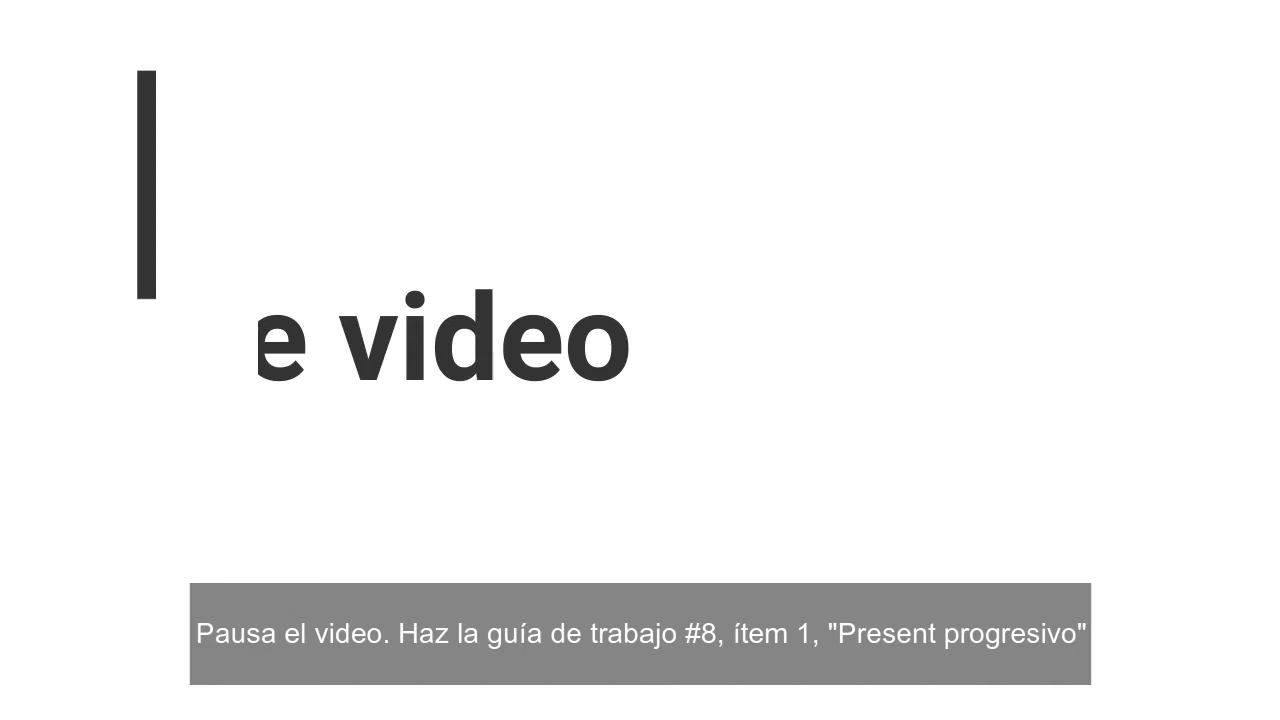 e video
Pausa el video. Haz la guía de trabajo #8, ítem 1, "Present progresivo"